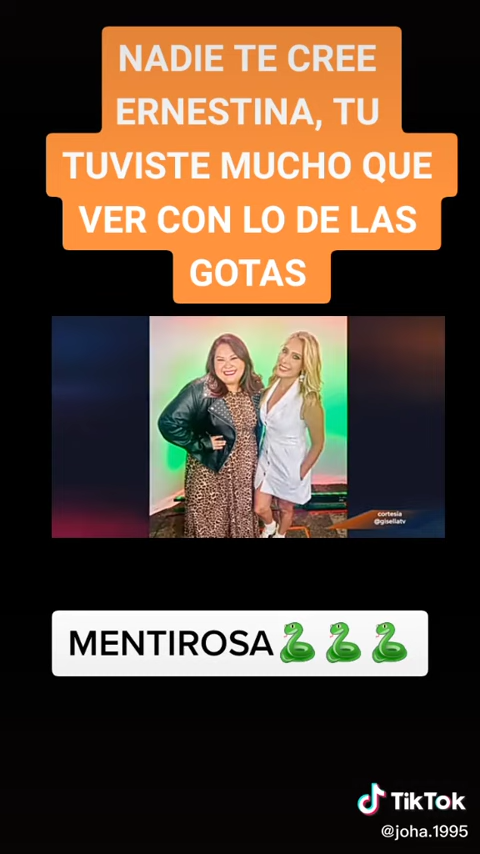 NADIE TE CREE
ERNESTINA, TU
TUVISTE MUCHO QUE
VER CON LO DE LAS
GOTAS
cortesía
@gisellatv
MENTIROSA🐍🐍🐍
TikTok
@joha.1995